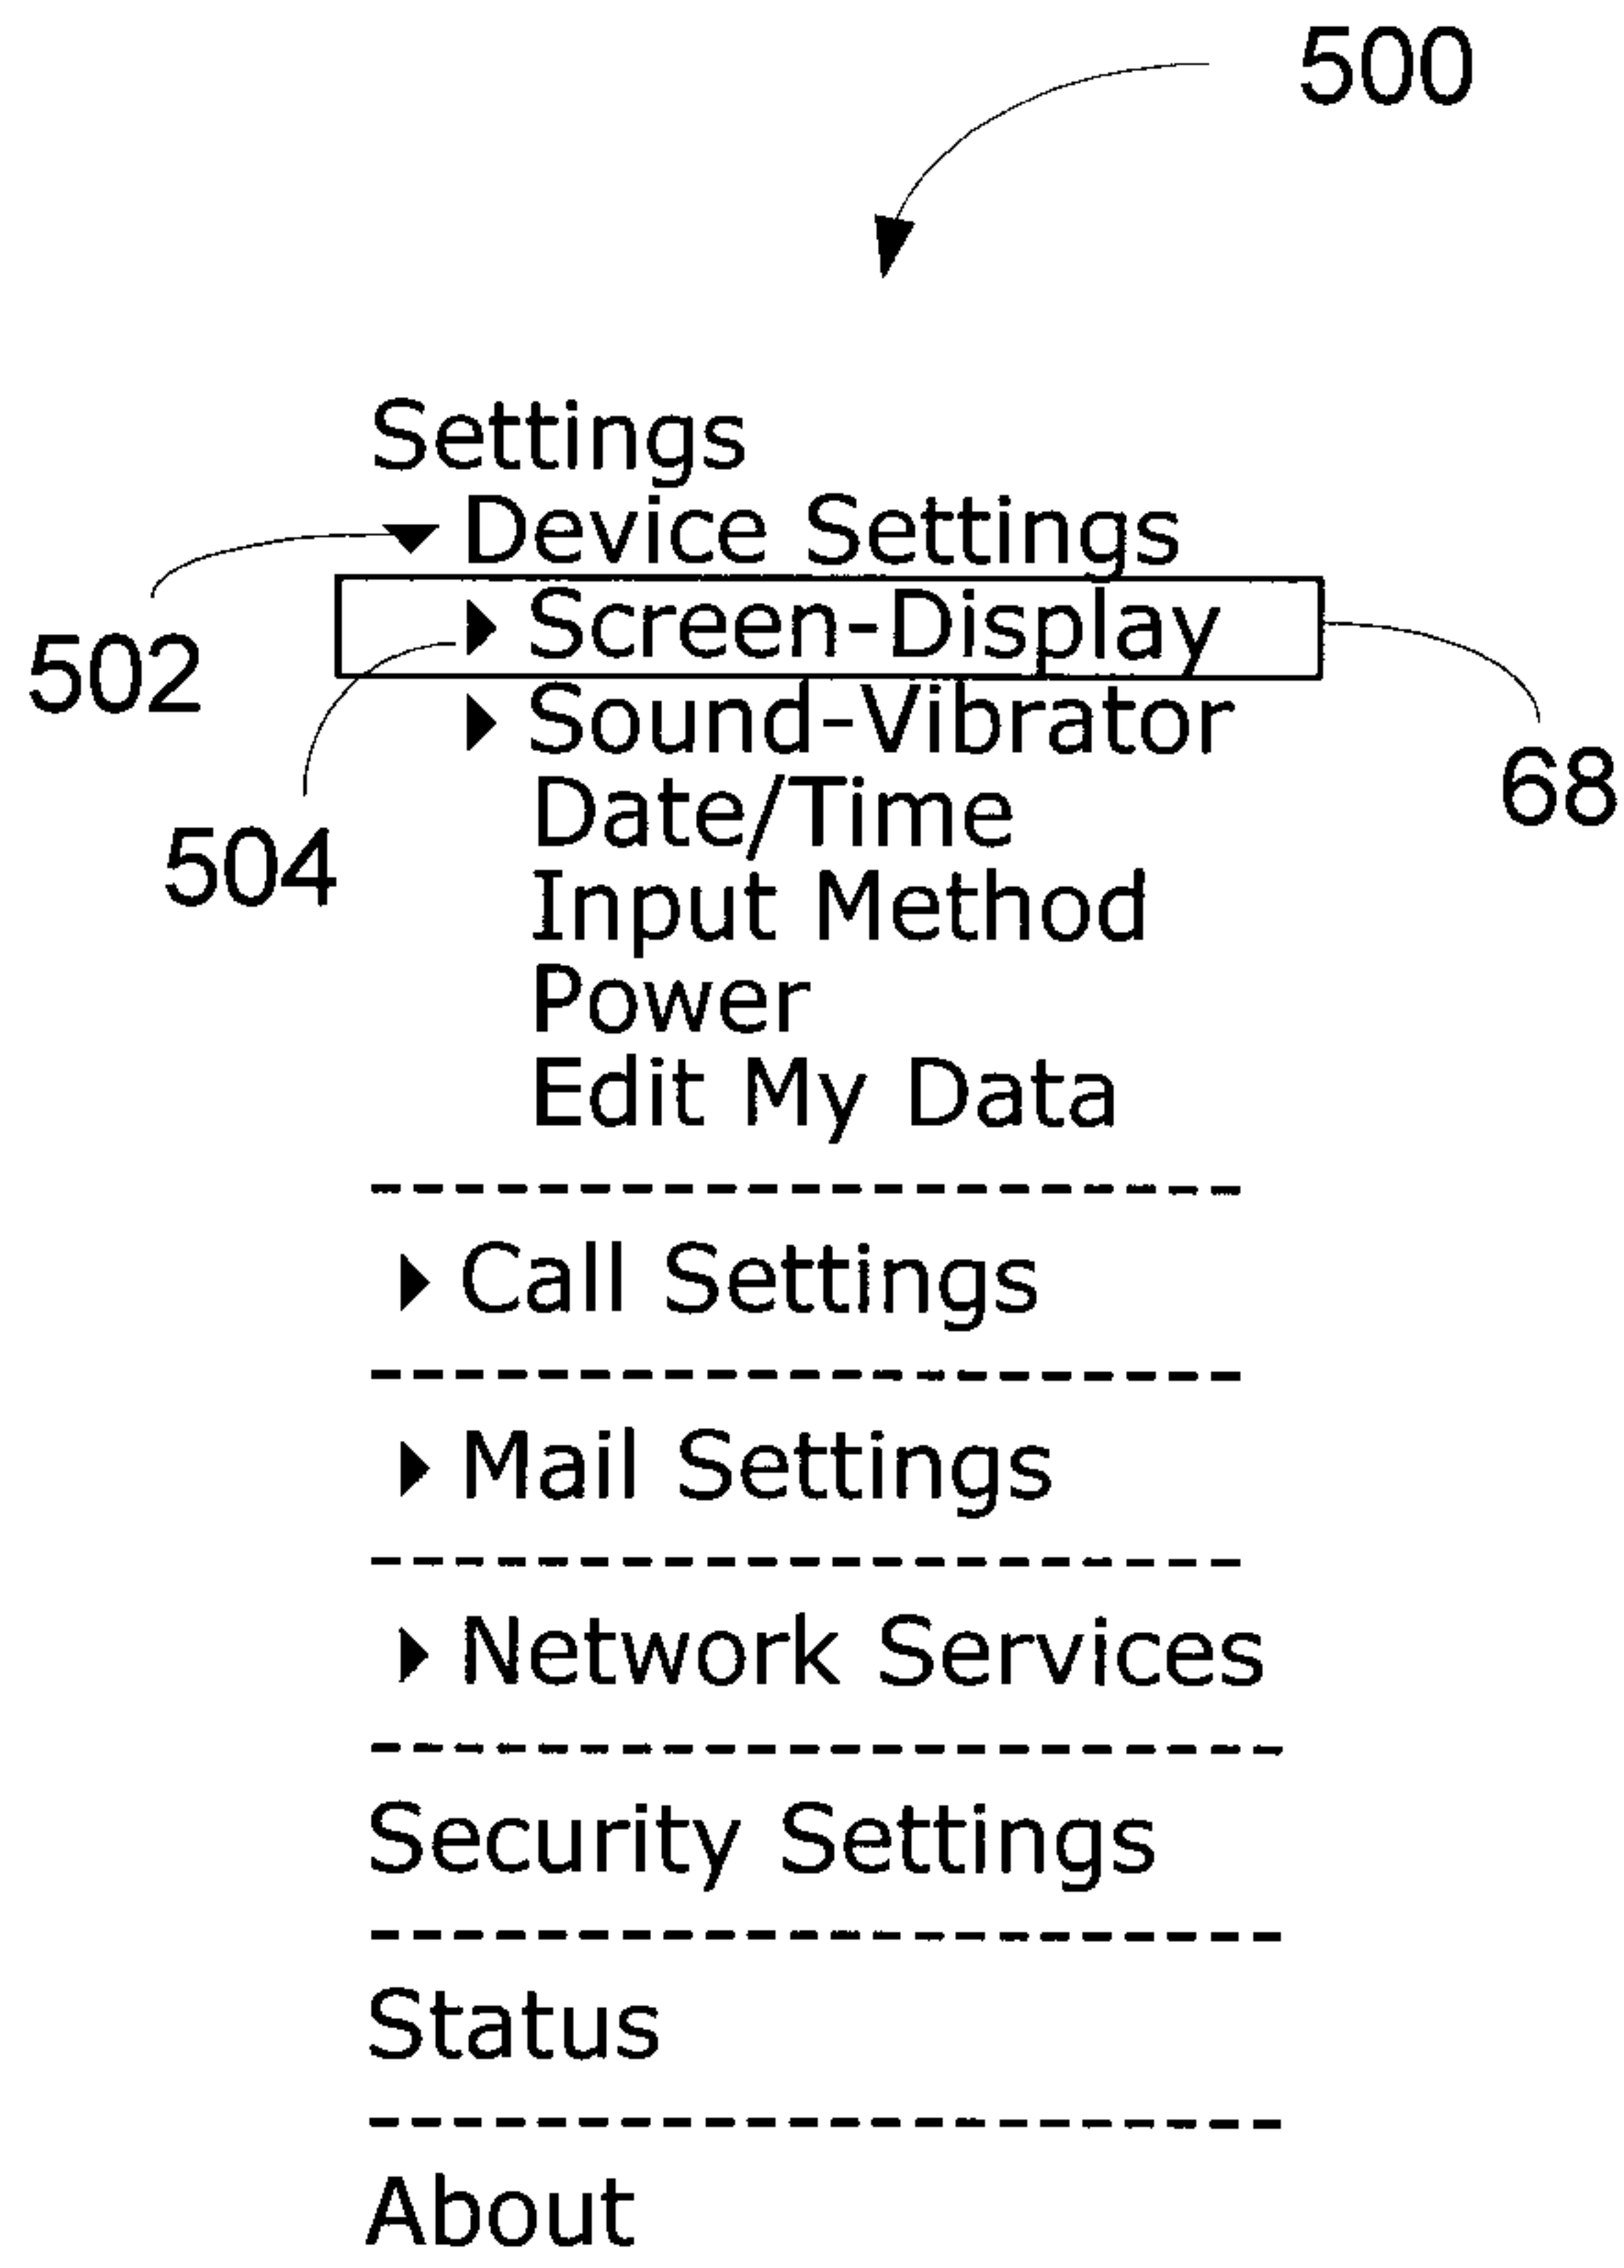 500
Settings
Device Settings
Screen-Display
502
Sound-Vibrator
68
Date/Time
504
Input Method
Power
Edit My Data
Call Settings
Mail Settings
Network Services
Security Settings
Status
About